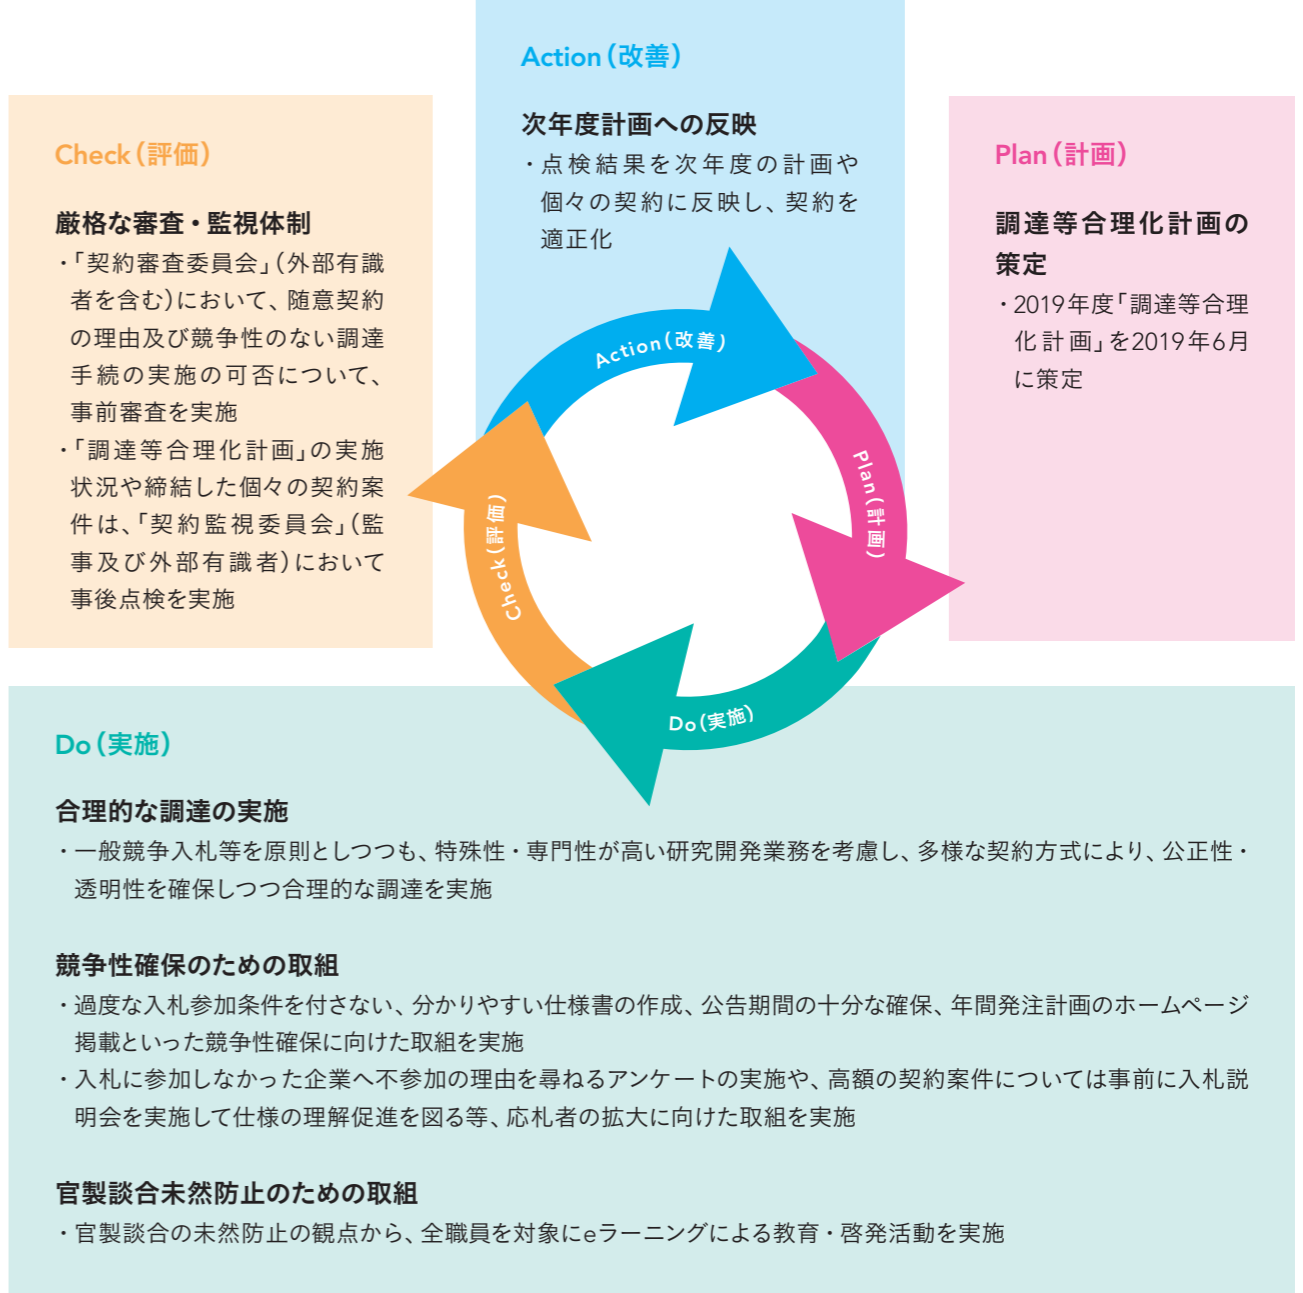 Action(改善)
次年度計画への反映
・点検結果を次年度の計画や
個々の契約に反映し、契約を
適正化
Check(評価)
厳格な審査・監視体制
・「契約審査委員会」(外部有識
者を含む)において、随意契約
の理由及び競争性のない調達
手続の実施の可否について、
事前審査を実施
・「調達等合理化計画」の実施
状況や締結した個々の契約案
件は、「契約監視委員会」(監
事及び外部有識者)において
事後点検を実施
Plan(計画)
調達等合理化計画の
策定
・2019年度「調達等合理
化計画」を2019年6月
に策定
Action(改善)
Plan(計画)
Check(評価)
Do(実施)
Do(実施)
合理的な調達の実施
・一般競争入札等を原則としつつも、特殊性・専門性が高い研究開発業務を考慮し、多様な契約方式により、公正性・
透明性を確保しつつ合理的な調達を実施
競争性確保のための取組
・過度な入札参加条件を付さない、分かりやすい仕様書の作成、公告期間の十分な確保、年間発注計画のホームページ
掲載といった競争性確保に向けた取組を実施
・入札に参加しなかった企業へ不参加の理由を尋ねるアンケートの実施や、高額の契約案件については事前に入札説
明会を実施して仕様の理解促進を図る等、応札者の拡大に向けた取組を実施
官製談合未然防止のための取組
・官製談合の未然防止の観点から、全職員を対象にeラーニングによる教育・啓発活動を実施